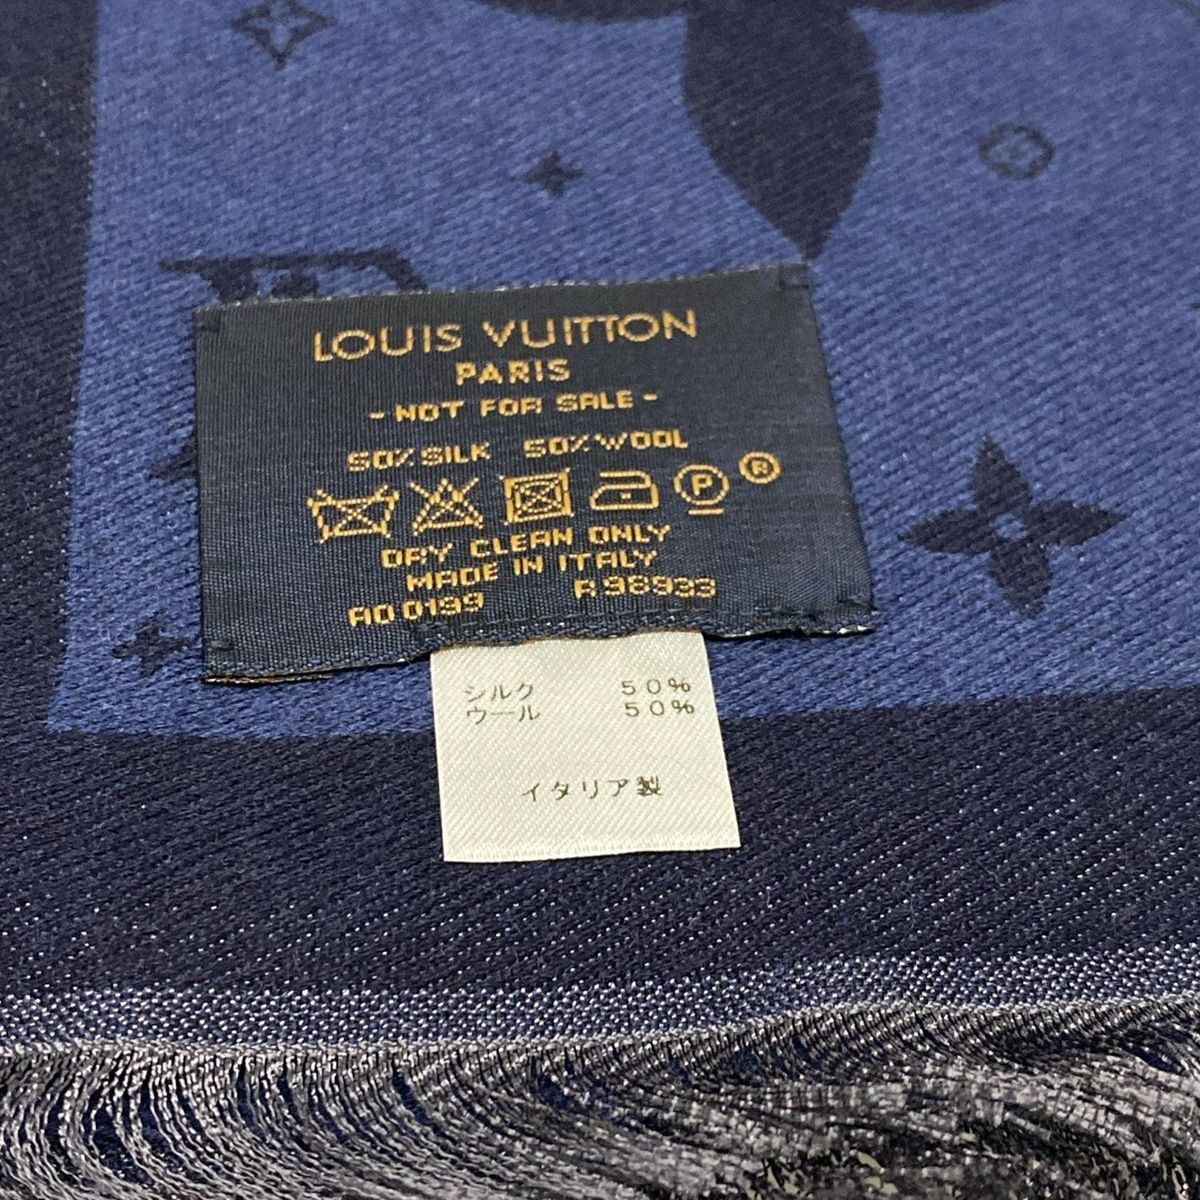 LOUIS VUITTON
PARIS
- NOT FOR SALE -
50% SILK 50% WOOL
P ®
DRY CLEAN ONLY
MADE IN ITALY
AD 0199 R 98933
シルク 50%
ウール 50%
イタリア製